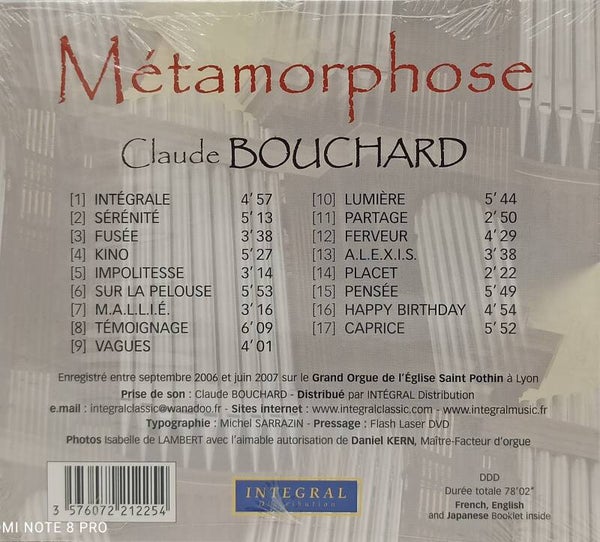 Métamorphose
Claude BOUCHARD
[1] INTÉGRALE 4'57
[2] SÉRÉNITÉ 5'13
[3] FUSÉE 3'38
[4] KINO 5'27
[5] IMPOLITESSE 3'14
[6] SUR LA PELOUSE 5'53
[7] M.A.L.L.I.É. 3'16
[8] TÉMOIGNAGE 6'09
[9] VAGUES 4'01
[10] LUMIÈRE 5'44
[11] PARTAGE 2'50
[12] FERVEUR 4'29
[13] A.L.E.X.I.S. 3'38
[14] PLACET 2'22
[15] PENSÉE 5'49
[16] HAPPY BIRTHDAY 4'54
[17] CAPRICE 5'52
Enregistré entre septembre 2006 et juin 2007 sur le Grand Orgue de l'Église Saint Pothin à Lyon
Prise de son : Claude BOUCHARD - Distribué par INTÉGRAL Distribution
e.mail : integralclassic@wanadoo.fr - Sites internet : www.integralclassic.com - www.integralmusic.fr
Typographie : Michel SARRAZIN - Pressage : Flash Laser DVD
Photos Isabelle de LAMBERT avec l'aimable autorisation de Daniel KERN, Maître-Facteur d'orgue
3 576072 212254
INTEGRAL
Distribution
DDD
Durée totale 78'02"
French, English
and Japanese Booklet inside
MI NOTE 8 PRO